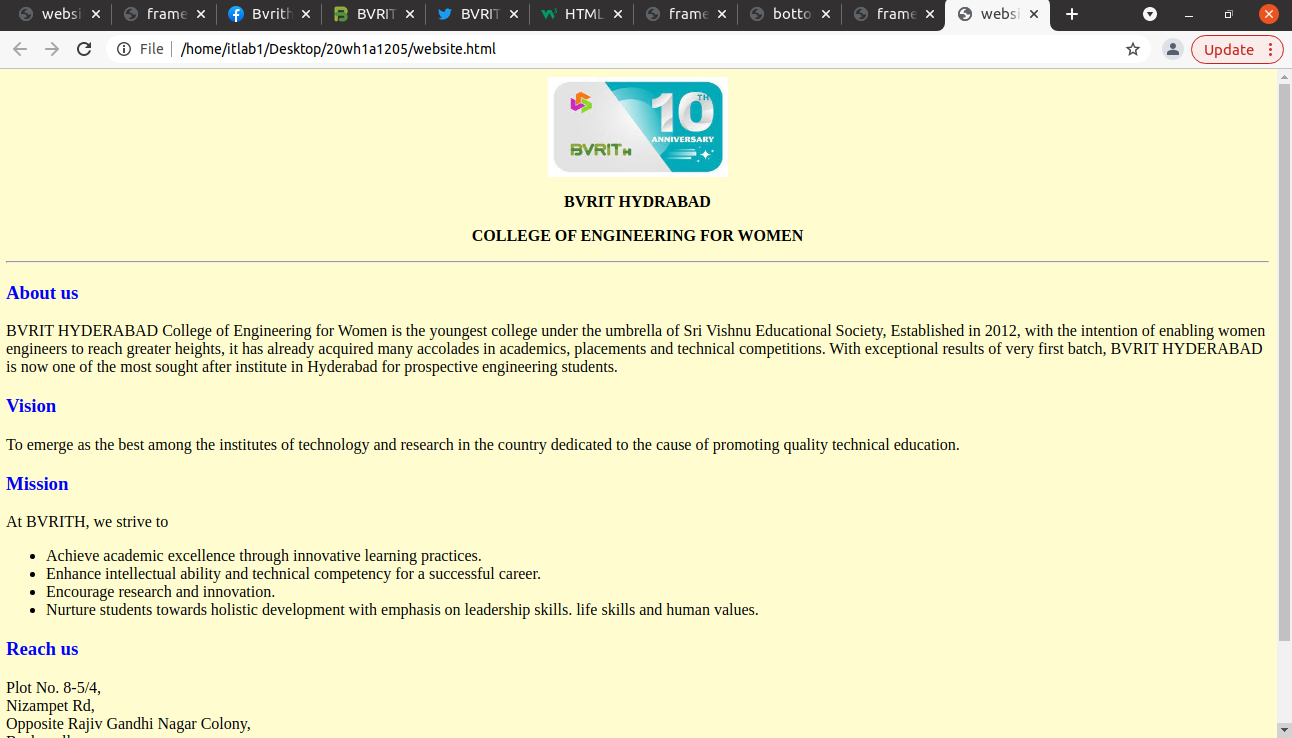 websi
frame
Bvrith
BVRIT
BVRIT
HTML
frame
botto
frame
websi
File
/home/itlab1/Desktop/20wh1a1205/website.html
Update
10TH
ANNIVERSARY
BVRIT H
BVRIT HYDRABAD
COLLEGE OF ENGINEERING FOR WOMEN
About us
BVRIT HYDERABAD College of Engineering for Women is the youngest college under the umbrella of Sri Vishnu Educational Society, Established in 2012, with the intention of enabling women
engineers to reach greater heights, it has already acquired many accolades in academics, placements and technical competitions. With exceptional results of very first batch, BVRIT HYDERABAD
is now one of the most sought after institute in Hyderabad for prospective engineering students.
Vision
To emerge as the best among the institutes of technology and research in the country dedicated to the cause of promoting quality technical education.
Mission
At BVRITH, we strive to
Achieve academic excellence through innovative learning practices.
Enhance intellectual ability and technical competency for a successful career.
Encourage research and innovation.
Nurture students towards holistic development with emphasis on leadership skills. life skills and human values.
Reach us
Plot No. 8-5/4,
Nizampet Rd,
Opposite Rajiv Gandhi Nagar Colony,